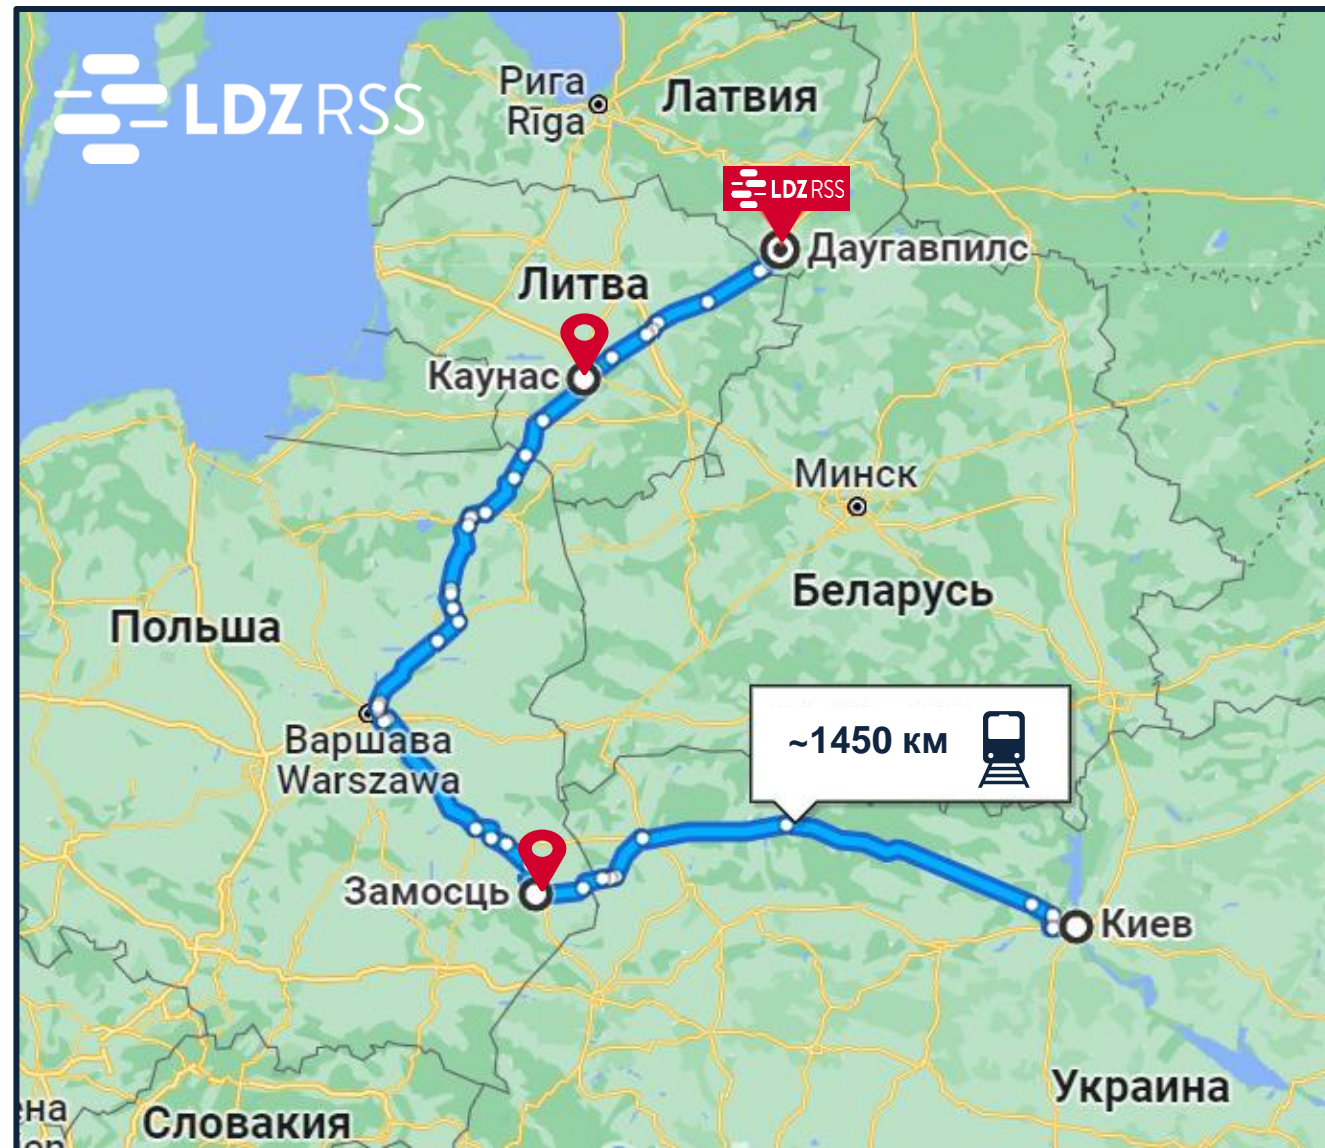 LDZ RSS
Рига
Rīga
Латвия
LDZ RSS
Даугавпилс
Литва
Каунас
Минск
Беларусь
Польша
~1450 км
Варшава
Warszawa
Замосць
Киев
Украина
Словакия